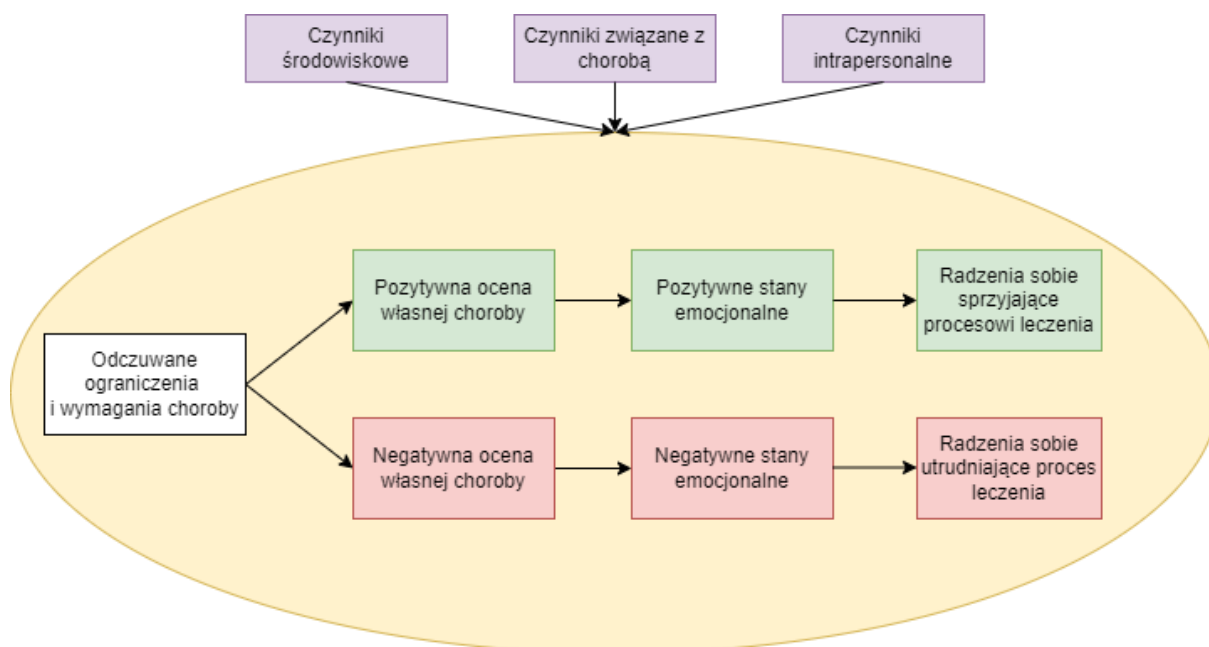 Czynniki
środowiskowe
Czynniki związane z
chorobą
Czynniki
intrapersonalne
Pozytywna ocena
własnej choroby
Pozytywne stany
emocjonalne
Radzenia sobie
sprzyjające
procesowi leczenia
Odczuwane
ograniczenia
i wymagania choroby
Negatywna ocena
własnej choroby
Negatywne stany
emocjonalne
Radzenia sobie
utrudniające proces
leczenia